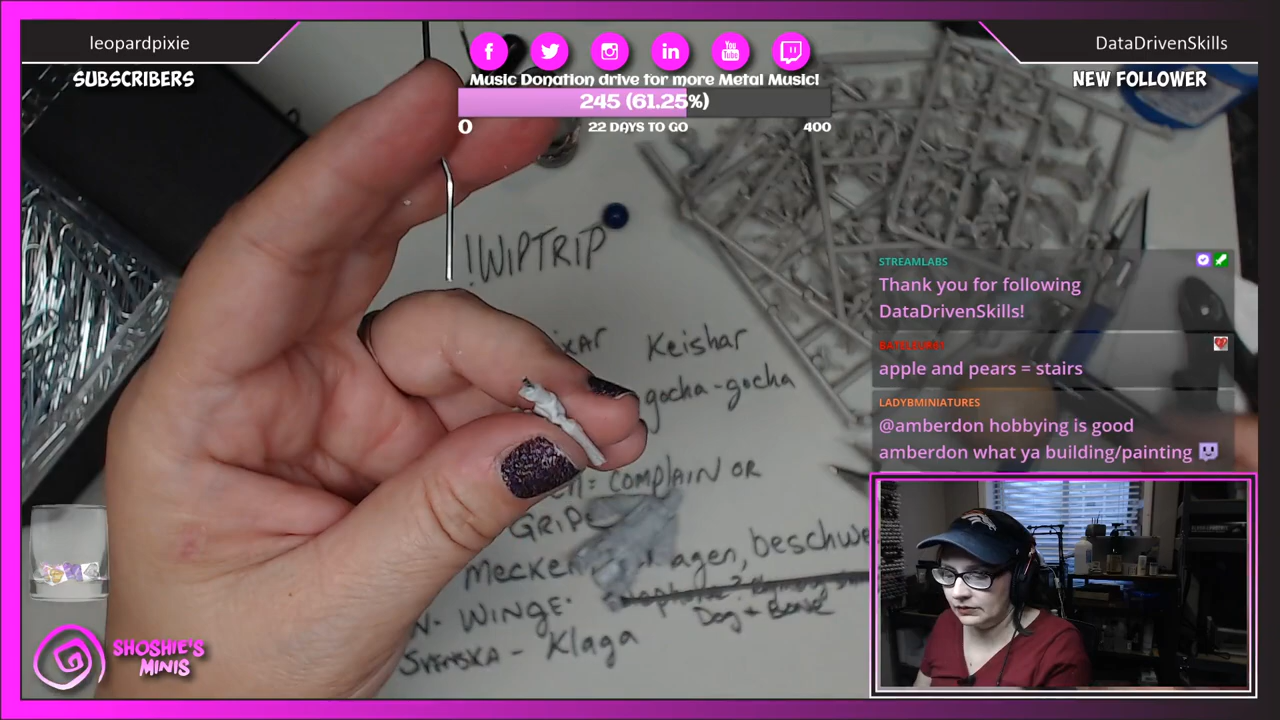 leopardpixie
SUBSCRIBERS
Music Donation drive for more Metal Music!
245 (61.25%)
0
22 DAYS TO GO
400
DataDrivenSkills
NEW FOLLOWER
!WIPTRIP
Keishar
gocha-gocha
= COMPLAIN OR
GRIPE
MECKE
agen, beschwe
WINGE
Dog + Bone
SVENSKA - Klaga
STREAMLABS
Thank you for following
DataDrivenSkills!
apple and pears = stairs
LADYBMINIATURES
@amberdon hobbying is good
amberdon what ya building/painting
SHOSHIE'S
MINIS
You
Tube